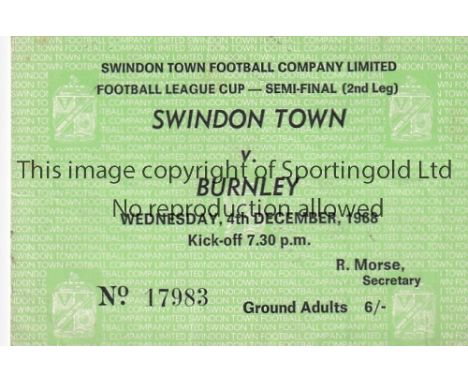 SWINDON TOWN FOOTBALL COMPANY LIMITED
FOOTBALL LEAGUE CUP — SEMI-FINAL (2nd Leg)
SWINDON TOWN
v.
This image copyright of Sportingold Ltd
BURNLEY
No reproduction allowed
WEDNESDAY, 4th DECEMBER, 1968
Kick-off 7.30 p.m.
R. Morse,
Secretary
Nº 17983
Ground Adults 6/-